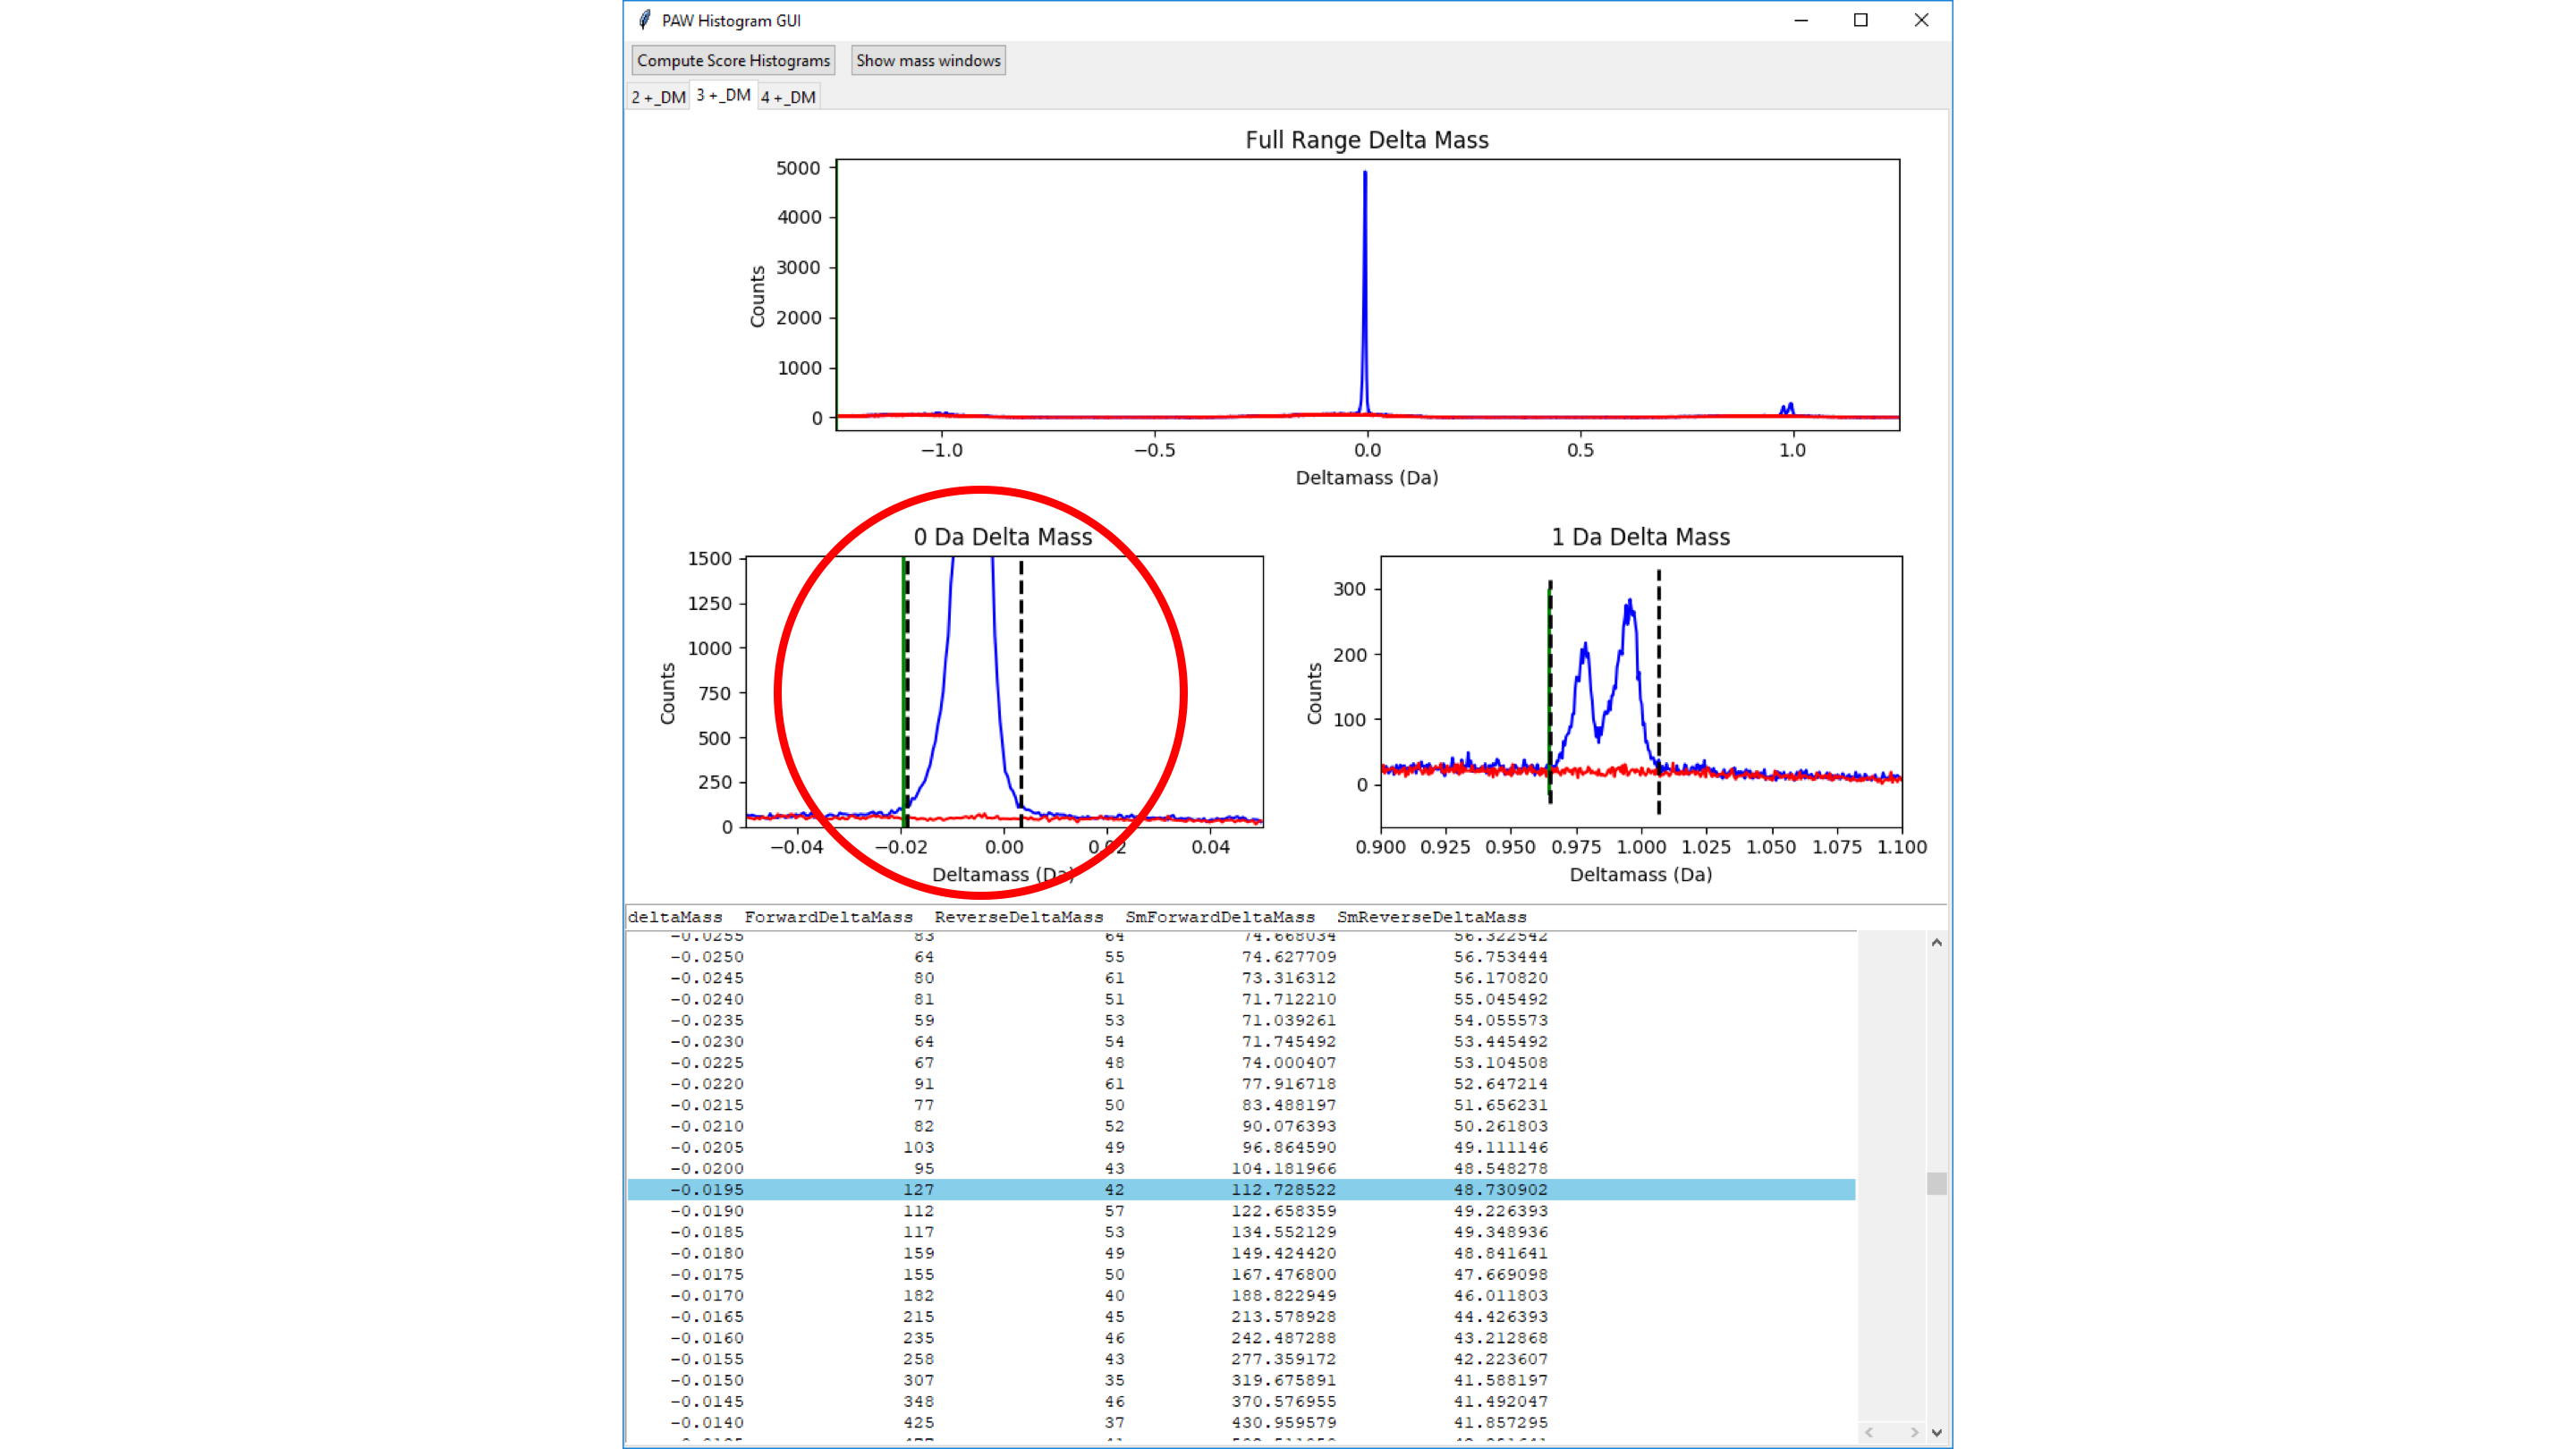 PAW Histogram GUI
Compute Score Histograms Show mass windows
2 +_DM 3 +_DM 4 +_DM
Full Range Delta Mass
5000
4000
3000
2000
1000
0
Counts
−1.0 −0.5 0.0 0.5 1.0
Deltamass (Da)
0 Da Delta Mass
1500
1250
1000
750
500
250
0
Counts
−0.04 −0.02 0.00 0.02 0.04
Deltamass (Da)
1 Da Delta Mass
300
200
100
0
Counts
0.900 0.925 0.950 0.975 1.000 1.025 1.050 1.075 1.100
Deltamass (Da)
deltaMass ForwardDeltaMass ReverseDeltaMass SmForwardDeltaMass SmReverseDeltaMass
-0.0255 83 64 74.668034 56.322542
-0.0250 64 55 74.627709 56.753444
-0.0245 80 61 73.316312 56.170820
-0.0240 81 51 71.712210 55.045492
-0.0235 59 53 71.039261 54.055573
-0.0230 64 54 71.745492 53.445492
-0.0225 67 48 74.000407 53.104508
-0.0220 91 61 77.916718 52.647214
-0.0215 77 50 83.488197 51.656231
-0.0210 82 52 90.076393 50.261803
-0.0205 103 49 96.864590 49.111146
-0.0200 95 43 104.181966 48.548278
-0.0195 127 42 112.728522 48.730902
-0.0190 112 57 122.658359 49.226393
-0.0185 117 53 134.552129 49.348936
-0.0180 159 49 149.424420 48.841641
-0.0175 155 50 167.476800 47.669098
-0.0170 182 40 188.822949 46.011803
-0.0165 215 45 213.578928 44.426393
-0.0160 235 46 242.487288 43.212868
-0.0155 258 43 277.359172 42.223607
-0.0150 307 35 319.675891 41.588197
-0.0145 348 46 370.576955 41.492047
-0.0140 425 37 430.959579 41.857295